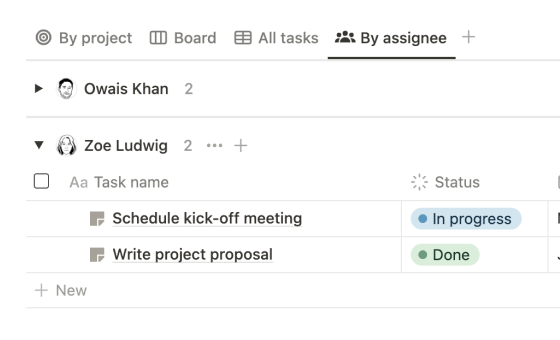 By project Board All tasks By assignee
Owais Khan 2
Zoe Ludwig 2
Aa Task name Status
Schedule kick-off meeting In progress
Write project proposal Done
New